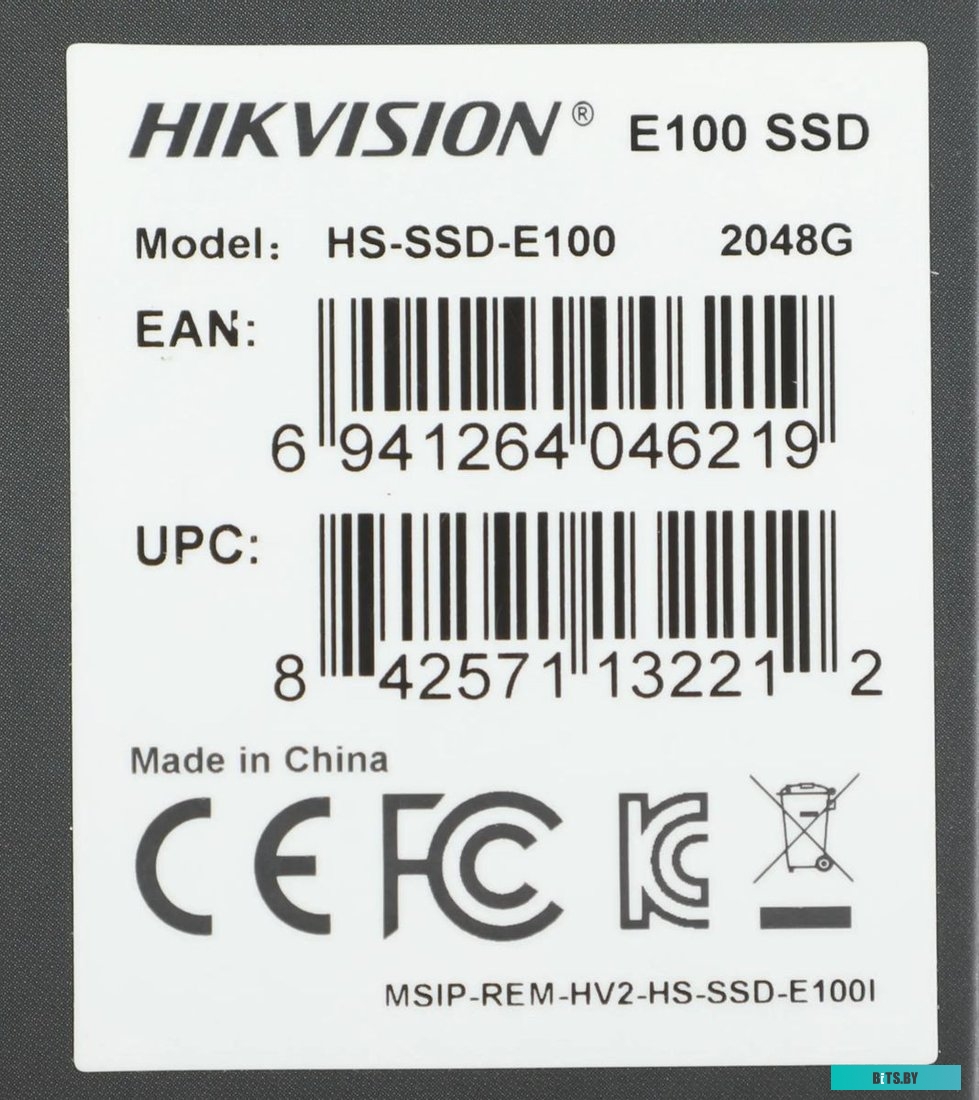 HIKVISION® E100 SSD
Model: HS-SSD-E100 2048G
EAN:
6 941264 046219
UPC:
8 42571 13221 2
Made in China
CE FC KC
MSIP-REM-HV2-HS-SSD-E100I
BITS.BY